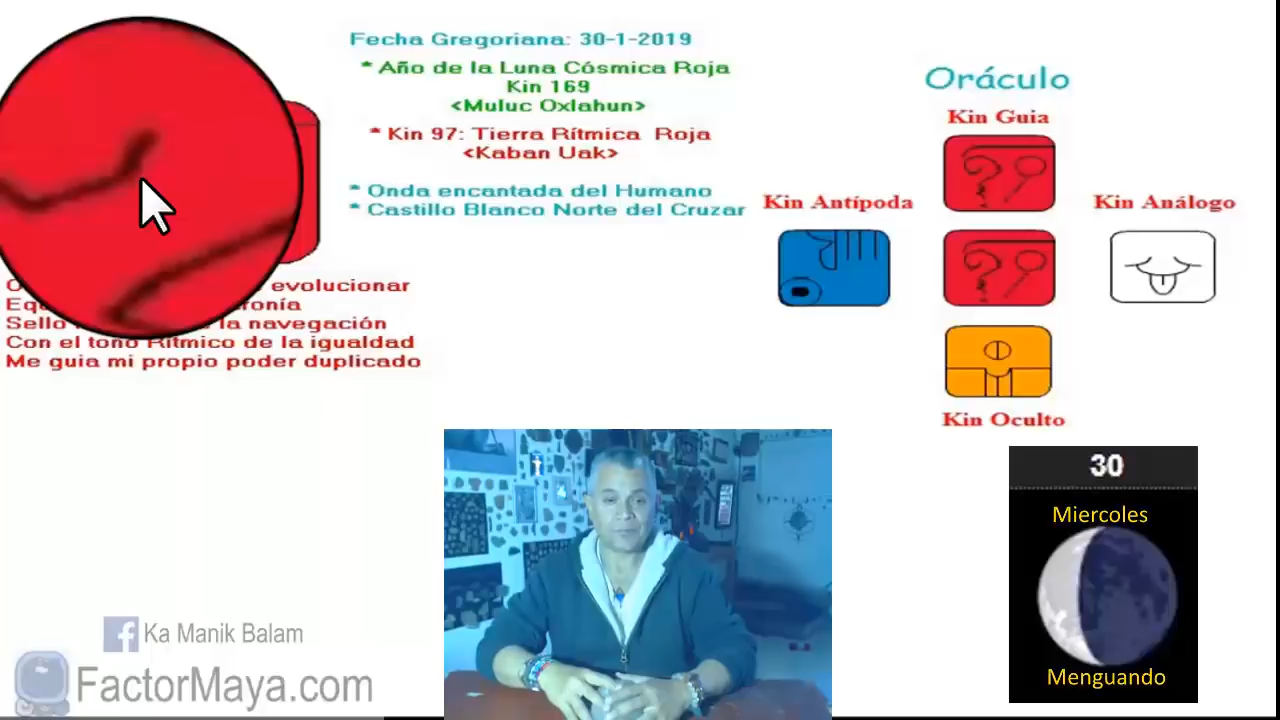 Fecha Gregoriana: 30-1-2019
* Año de la Luna Cósmica Roja
Kin 169
<Muluc Oxlahun>
* Kin 97: Tierra Rítmica Roja
<Kaban Uak>
* Onda encantada del Humano
* Castillo Blanco Norte del Cruzar
evolucionar
Sello la navegación
Con el tono Rítmico de la igualdad
Me guia mi propio poder duplicado
Oráculo
Kin Guia
Kin Antípoda
Kin Análogo
Kin Oculto
30
Miercoles
Menguando
Ka Manik Balam
FactorMaya.com